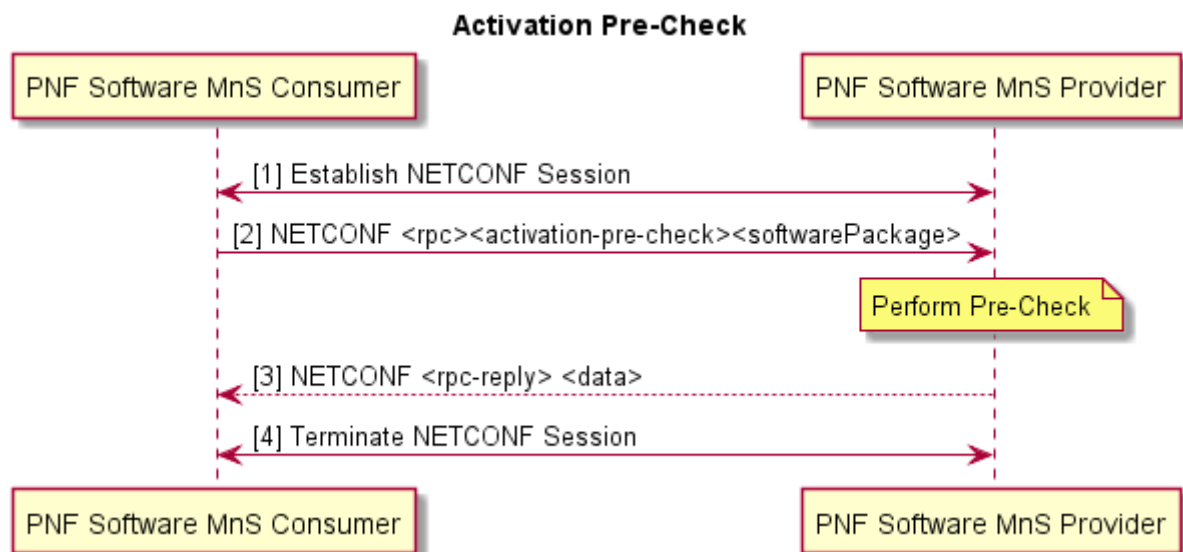 Activation Pre-Check
PNF Software MnS Consumer
PNF Software MnS Provider
[1] Establish NETCONF Session
[2] NETCONF <rpc><activation-pre-check><softwarePackage>
Perform Pre-Check
[3] NETCONF <rpc-reply> <data>
[4] Terminate NETCONF Session
PNF Software MnS Consumer
PNF Software MnS Provider